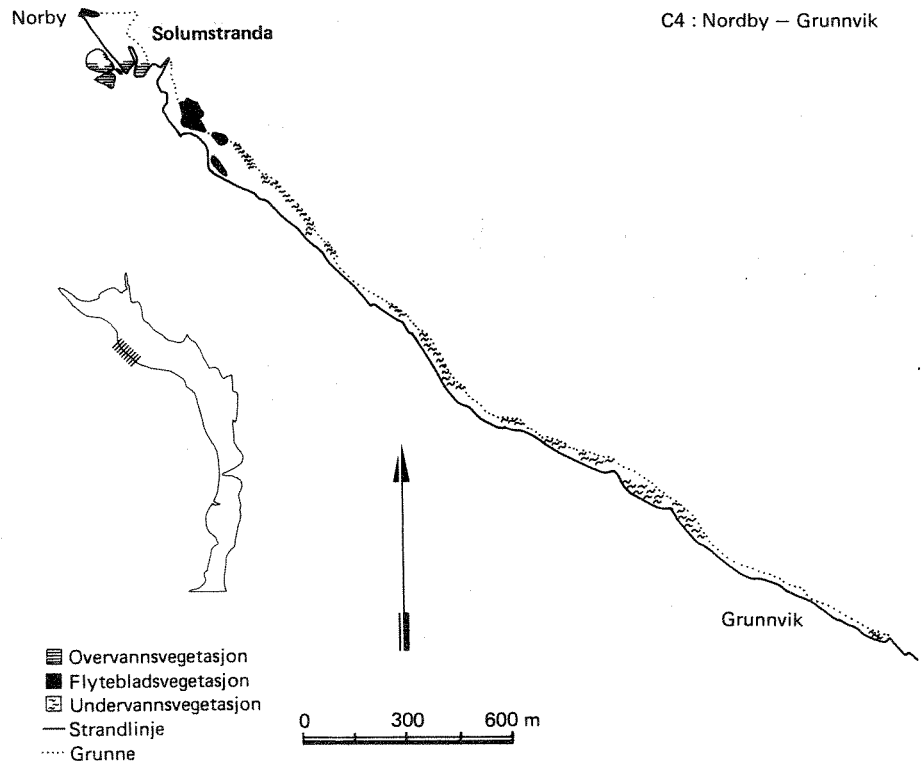 C4 : Nordby – Grunnvik
Norby
Solumstranda
Grunnvik
Overvannsvegetasjon
Flytebladsvegetasjon
Undervannsvegetasjon
Strandlinje
Grunne
0 300 600 m